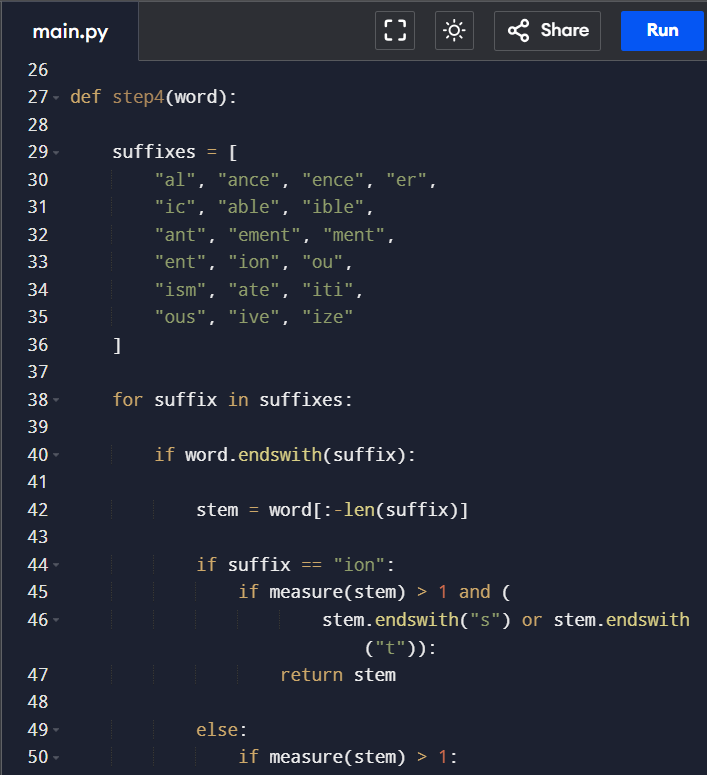 main.py
Share
Run
26
27 def step4(word):
28
29     suffixes = [
30         "al", "ance", "ence", "er",
31         "ic", "able", "ible",
32         "ant", "ement", "ment",
33         "ent", "ion", "ou",
34         "ism", "ate", "iti",
35         "ous", "ive", "ize"
36     ]
37
38     for suffix in suffixes:
39
40         if word.endswith(suffix):
41
42             stem = word[:-len(suffix)]
43
44             if suffix == "ion":
45                 if measure(stem) > 1 and (
46                         stem.endswith("s") or stem.endswith
                            ("t")):
47                     return stem
48
49             else:
50                 if measure(stem) > 1: